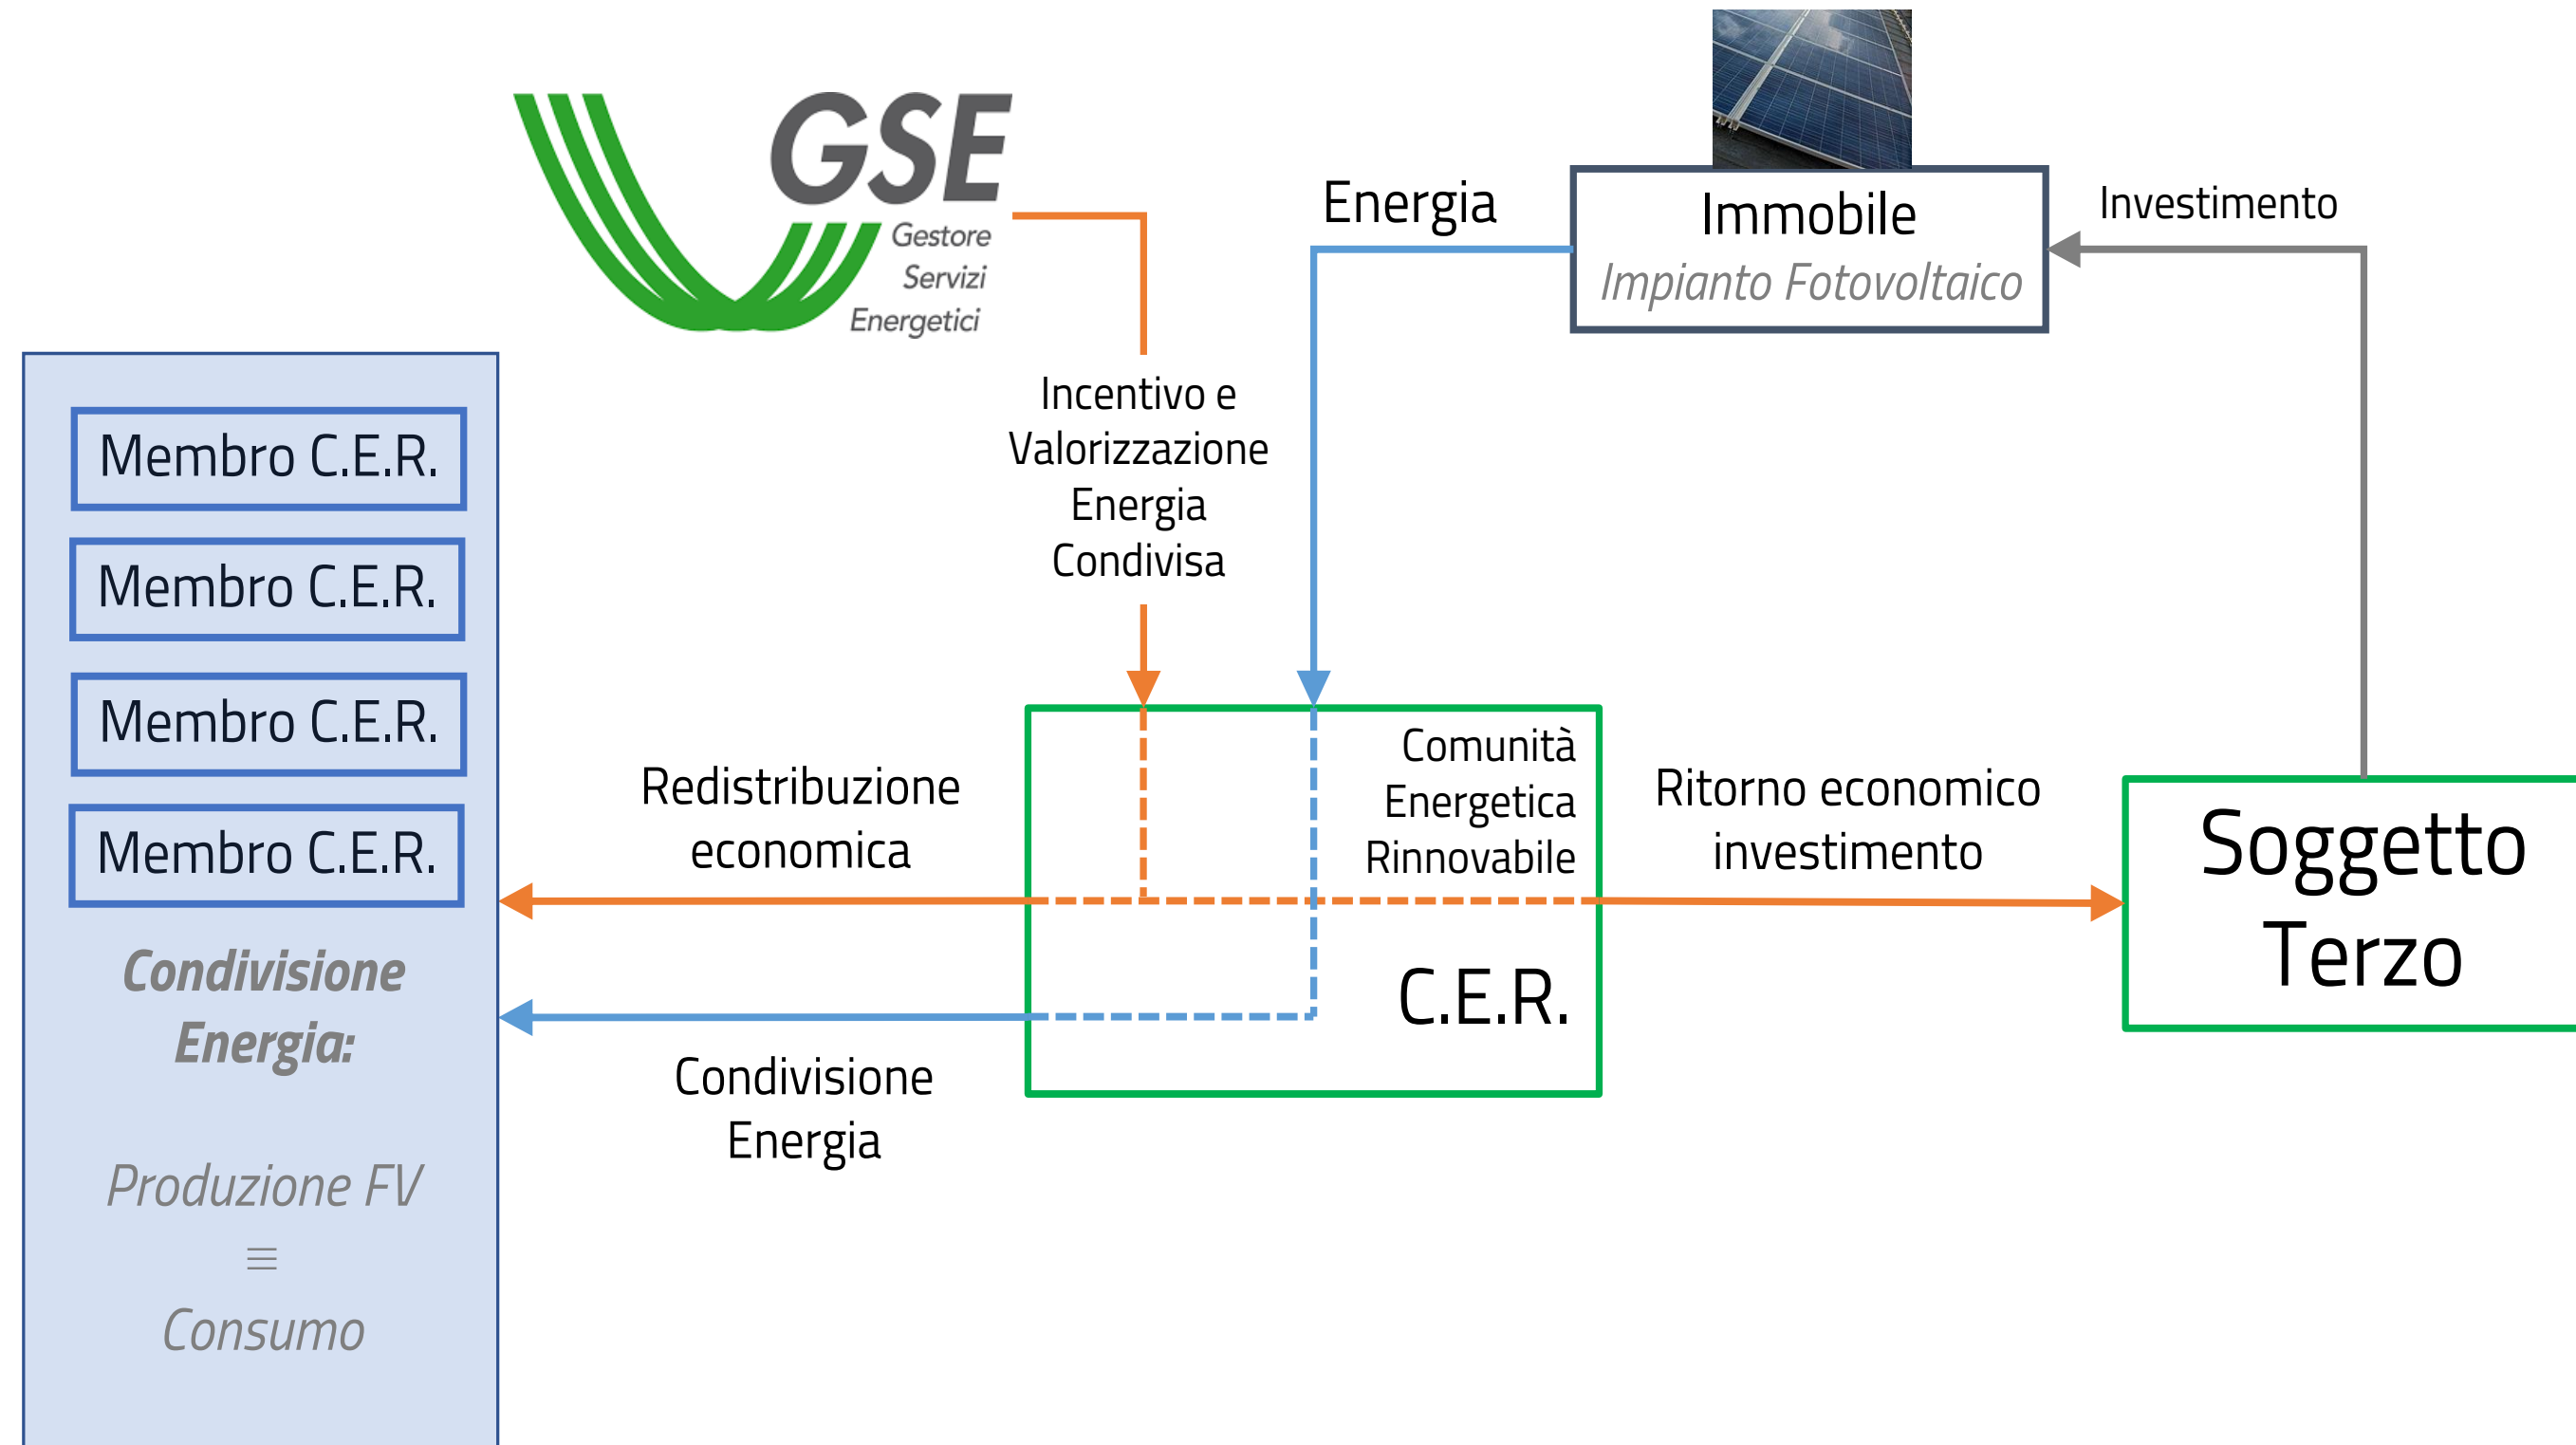 GSE
Gestore
Servizi
Energetici
Energia
Immobile
Impianto Fotovoltaico
Investimento
Incentivo e
Valorizzazione
Energia
Condivisa
Membro C.E.R.
Membro C.E.R.
Membro C.E.R.
Membro C.E.R.
Condivisione
Energia:
Produzione FV
≡
Consumo
Redistribuzione
economica
Condivisione
Energia
Comunità
Energetica
Rinnovabile
C.E.R.
Ritorno economico
investimento
Soggetto
Terzo